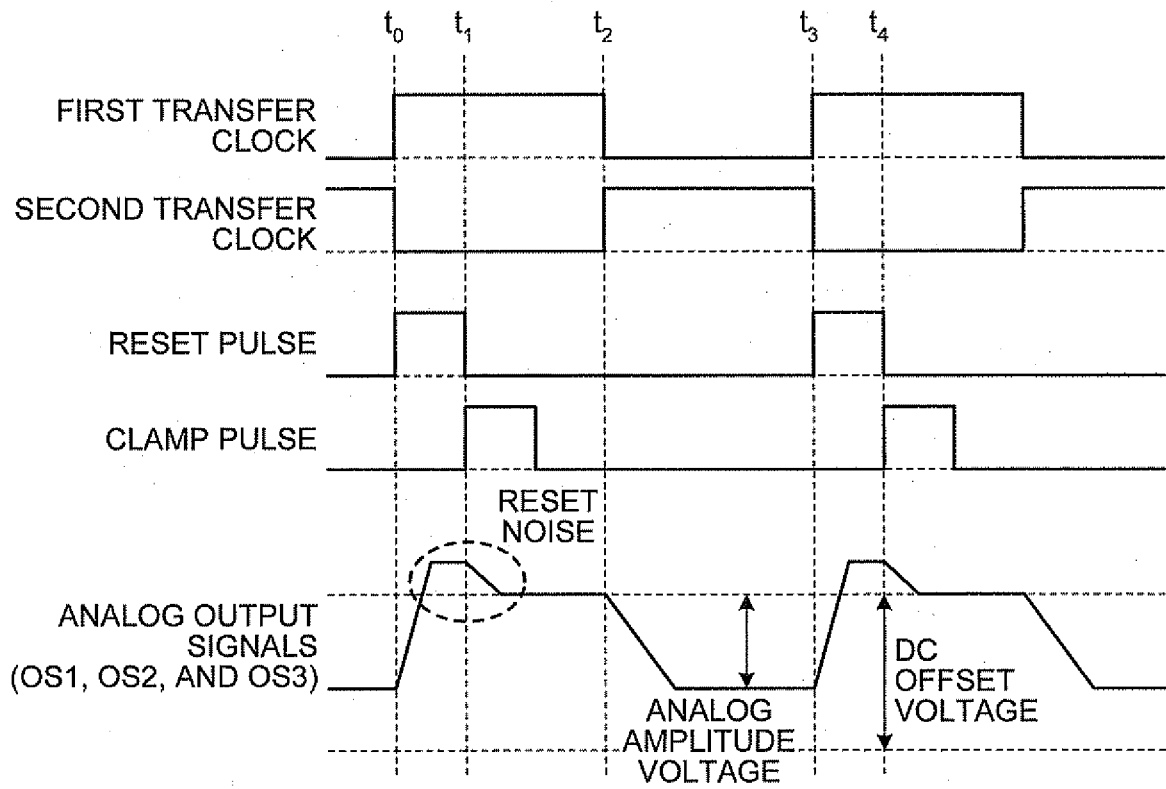 t0 t1 t2 t3 t4
FIRST TRANSFER
CLOCK
SECOND TRANSFER
CLOCK
RESET PULSE
CLAMP PULSE
RESET
NOISE
ANALOG OUTPUT
SIGNALS
(OS1, OS2, AND OS3)
ANALOG
AMPLITUDE
VOLTAGE
DC
OFFSET
VOLTAGE